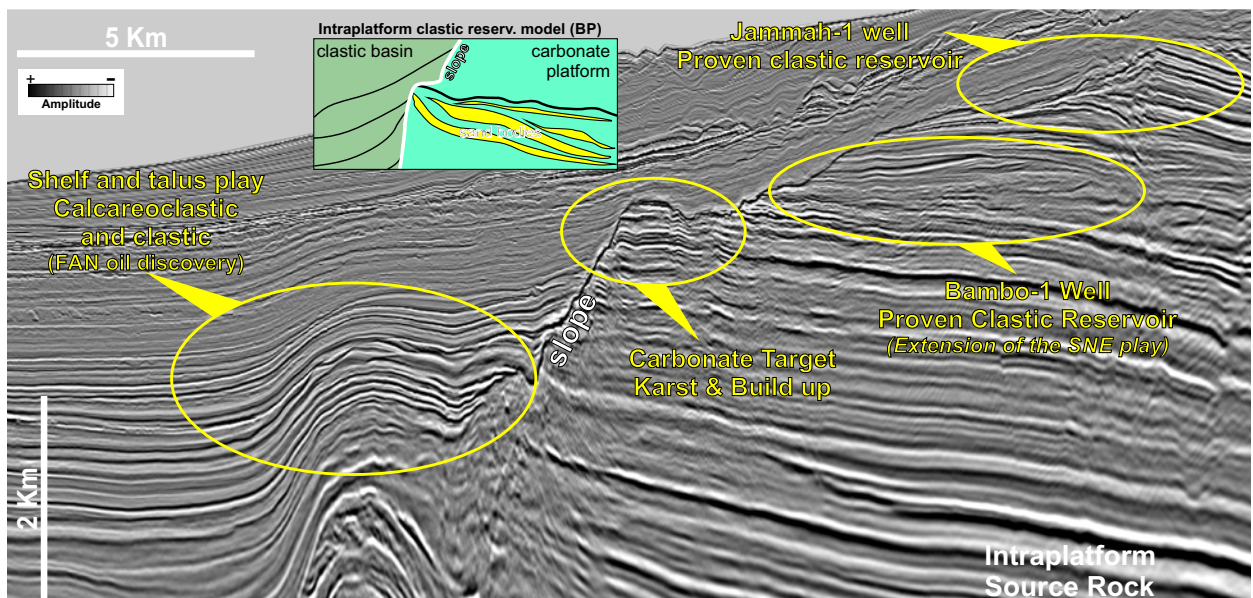 5 Km
+
–
Amplitude
Intraplatform clastic reserv. model (BP)
clastic basin
slope
carbonate
platform
sand bodies
Jammah-1 well
Proven clastic reservoir
Shelf and talus play
Calcareoclastic
and clastic
(FAN oil discovery)
slope
Carbonate Target
Karst & Build up
Bambo-1 Well
Proven Clastic Reservoir
(Extension of the SNE play)
2 Km
Intraplatform
Source Rock